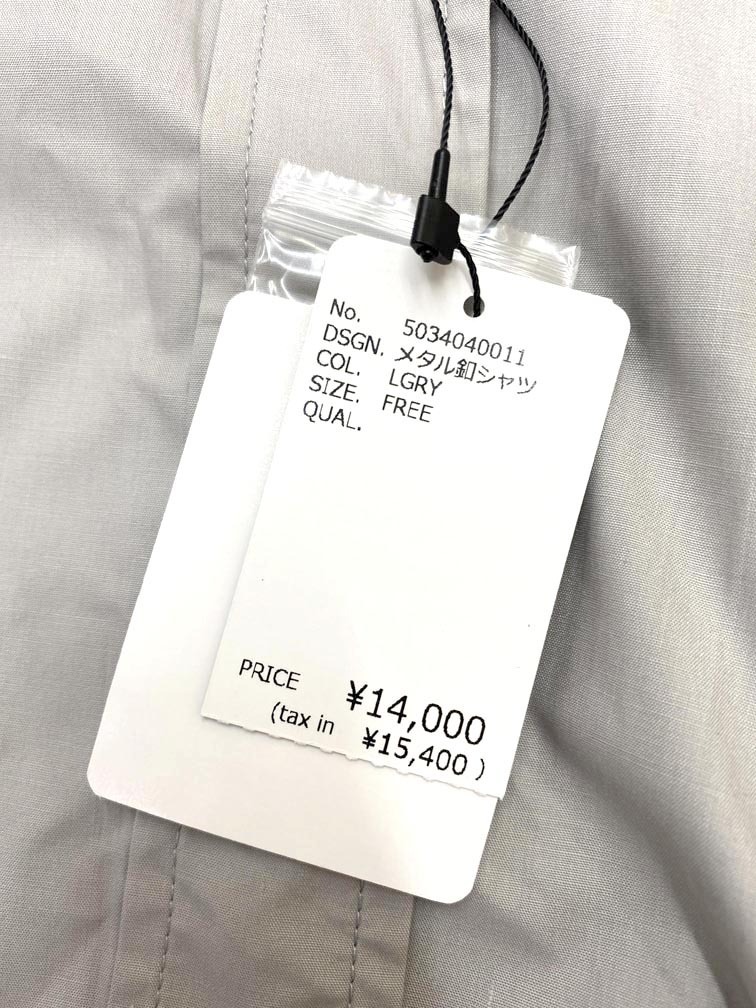 No. 5034040011
DSGN. メタル釦シャツ
COL. LGRY
SIZE. FREE
QUAL.
PRICE ¥14,000
(tax in ¥15,400 )